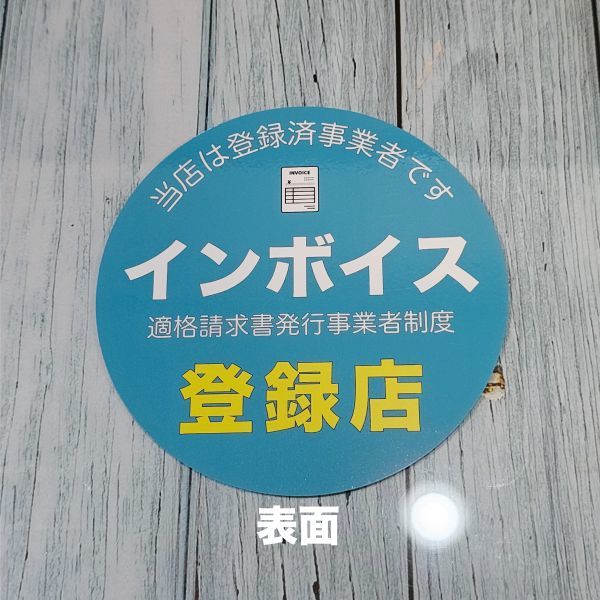 当店は登録済事業者です
INVOICE
¥
インボイス
適格請求書発行事業者制度
登録店
表面